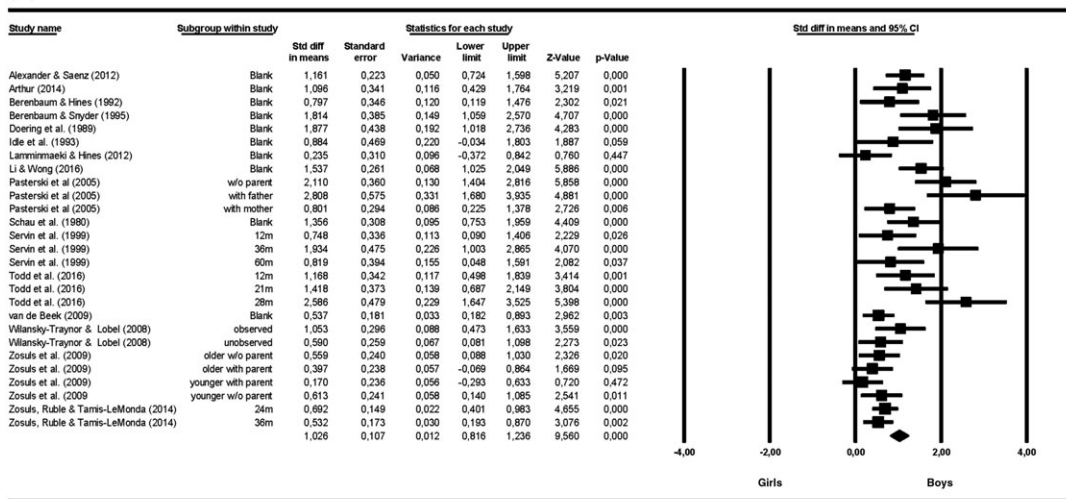 Study name Subgroup within study Statistics for each study Std diff in means and 95% CI
Std diff Standard Lower Upper
in means error Variance limit limit Z-Value p-Value
Alexander & Saenz (2012) Blank 1,161 0,223 0,050 0,724 1,598 5,207 0,000
Arthur (2014) Blank 1,096 0,341 0,116 0,429 1,764 3,219 0,001
Berenbaum & Hines (1992) Blank 0,797 0,346 0,120 0,119 1,476 2,302 0,021
Berenbaum & Snyder (1995) Blank 1,814 0,385 0,149 1,059 2,570 4,707 0,000
Doering et al. (1989) Blank 1,877 0,438 0,192 1,018 2,736 4,283 0,000
Idle et al. (1993) Blank 0,884 0,469 0,220 -0,034 1,803 1,887 0,059
Lamminmaeki & Hines (2012) Blank 0,235 0,310 0,096 -0,372 0,842 0,760 0,447
Li & Wong (2016) Blank 1,537 0,261 0,068 1,025 2,049 5,886 0,000
Pasterski et al (2005) w/o parent 2,110 0,360 0,130 1,404 2,816 5,858 0,000
Pasterski et al (2005) with father 2,808 0,575 0,331 1,680 3,935 4,881 0,000
Pasterski et al (2005) with mother 0,801 0,294 0,086 0,225 1,378 2,726 0,006
Schau et al. (1980) Blank 1,356 0,308 0,095 0,753 1,959 4,409 0,000
Servin et al. (1999) 12m 0,748 0,336 0,113 0,090 1,406 2,229 0,026
Servin et al. (1999) 36m 1,934 0,475 0,226 1,003 2,865 4,070 0,000
Servin et al. (1999) 60m 0,819 0,394 0,155 0,048 1,591 2,082 0,037
Todd et al. (2016) 12m 1,168 0,342 0,117 0,498 1,839 3,414 0,001
Todd et al. (2016) 21m 1,418 0,373 0,139 0,687 2,149 3,804 0,000
Todd et al. (2016) 28m 2,586 0,479 0,229 1,647 3,525 5,398 0,000
van de Beek (2009) Blank 0,537 0,181 0,033 0,182 0,893 2,962 0,003
Wilansky-Traynor & Lobel (2008) observed 1,053 0,296 0,088 0,473 1,633 3,559 0,000
Wilansky-Traynor & Lobel (2008) unobserved 0,590 0,259 0,067 0,081 1,098 2,273 0,023
Zosuls et al. (2009) older w/o parent 0,559 0,240 0,058 0,088 1,030 2,326 0,020
Zosuls et al. (2009) older with parent 0,397 0,238 0,057 -0,069 0,864 1,669 0,095
Zosuls et al. (2009) younger with parent 0,170 0,236 0,056 -0,293 0,633 0,720 0,472
Zosuls et al. (2009 younger w/o parent 0,613 0,241 0,058 0,140 1,085 2,541 0,011
Zosuls, Ruble & Tamis-LeMonda (2014) 24m 0,692 0,149 0,022 0,401 0,983 4,655 0,000
Zosuls, Ruble & Tamis-LeMonda (2014) 36m 0,532 0,173 0,030 0,193 0,870 3,076 0,002
1,026 0,107 0,012 0,816 1,236 9,560 0,000
-4,00 -2,00 0,00 2,00 4,00
Girls Boys